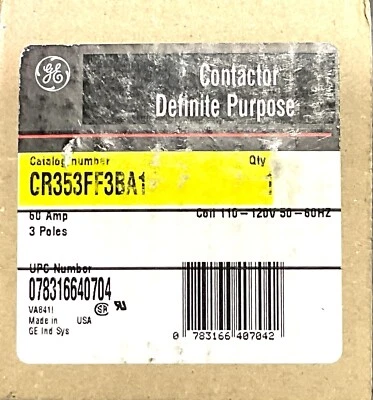 GE
Contactor
Definite Purpose
Catalog number Qty
CR353FF3BA1 1
60 Amp Coil 110-120V 50-60HZ
3 Poles
UPC Number
078316640704
VA841I
Made in USA
GE Ind Sys
0 783166 407042